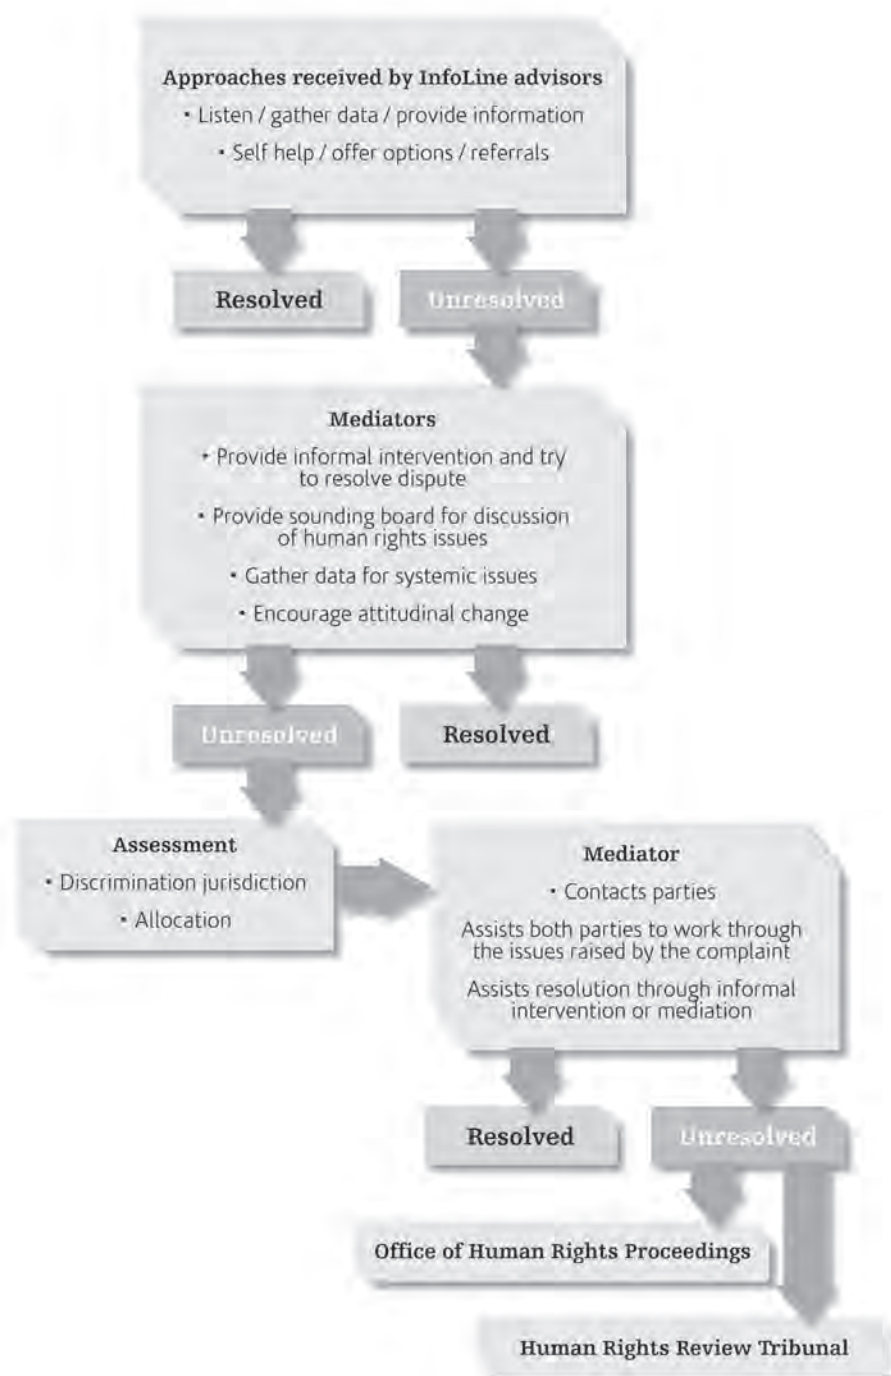 Approaches received by InfoLine advisors
• Listen / gather data / provide information
• Self help / offer options / referrals
Resolved
Unresolved
Mediators
• Provide informal intervention and try
to resolve dispute
• Provide sounding board for discussion
of human rights issues
• Gather data for systemic issues
• Encourage attitudinal change
Unresolved
Resolved
Assessment
• Discrimination jurisdiction
• Allocation
Mediator
• Contacts parties
Assists both parties to work through
the issues raised by the complaint
Assists resolution through informal
intervention or mediation
Resolved
Unresolved
Office of Human Rights Proceedings
Human Rights Review Tribunal